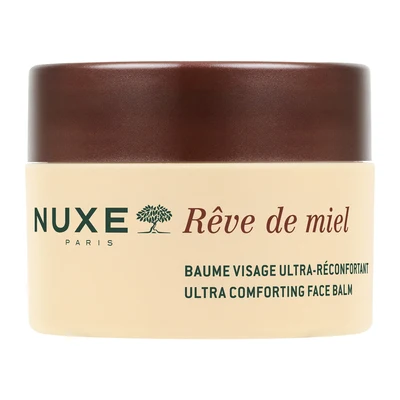 NUXE
PARIS
Rêve de miel
BAUME VISAGE ULTRA-RÉCONFORTANT
ULTRA COMFORTING FACE BALM